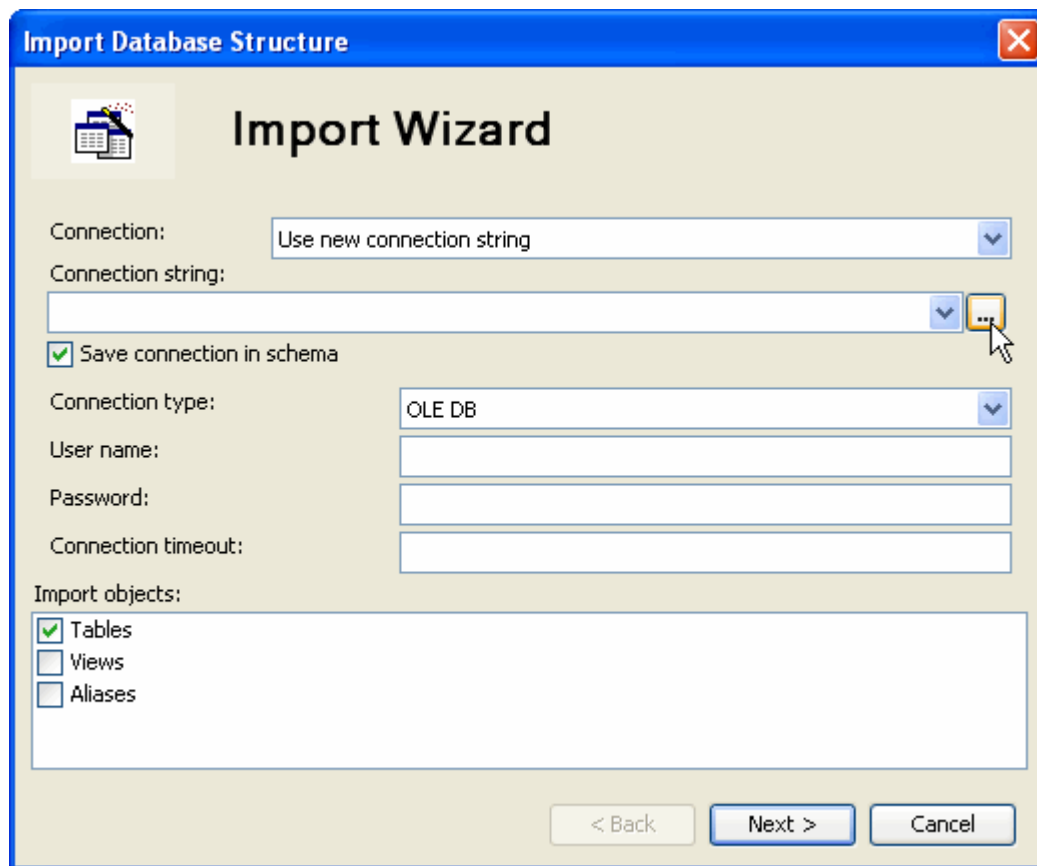 Import Database Structure
Import Wizard
Connection:
Use new connection string
Connection string:
...
Save connection in schema
Connection type:
OLE DB
User name:
Password:
Connection timeout:
Import objects:
Tables
Views
Aliases
< Back
Next >
Cancel